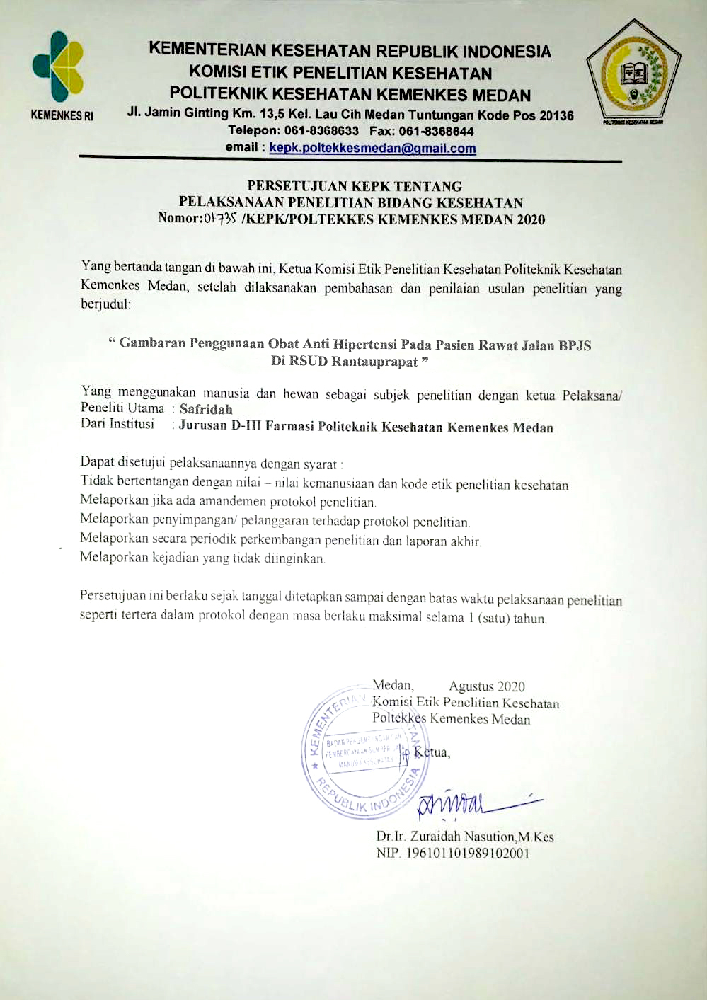 KEMENTERIAN KESEHATAN REPUBLIK INDONESIA
KOMISI ETIK PENELITIAN KESEHATAN
POLITEKNIK KESEHATAN KEMENKES MEDAN
Jl. Jamin Ginting Km. 13,5 Kel. Lau Cih Medan Tuntungan Kode Pos 20136
Telepon: 061-8368633 Fax: 061-8368644
email : kepk.poltekkesmedan@gmail.com
KEMENKES RI
POLITEKNIK KESEHATAN MEDAN
PERSETUJUAN KEPK TENTANG
PELAKSANAAN PENELITIAN BIDANG KESEHATAN
Nomor:01.735 /KEPK/POLTEKKES KEMENKES MEDAN 2020
Yang bertanda tangan di bawah ini, Ketua Komisi Etik Penelitian Kesehatan Politeknik Kesehatan
Kemenkes Medan, setelah dilaksanakan pembahasan dan penilaian usulan penelitian yang
berjudul:
“ Gambaran Penggunaan Obat Anti Hipertensi Pada Pasien Rawat Jalan BPJS
Di RSUD Rantauprapat ”
Yang menggunakan manusia dan hewan sebagai subjek penelitian dengan ketua Pelaksana/
Peneliti Utama : Safridah
Dari Institusi : Jurusan D-III Farmasi Politeknik Kesehatan Kemenkes Medan
Dapat disetujui pelaksanaannya dengan syarat :
Tidak bertentangan dengan nilai – nilai kemanusiaan dan kode etik penelitian kesehatan
Melaporkan jika ada amandemen protokol penelitian.
Melaporkan penyimpangan/ pelanggaran terhadap protokol penelitian.
Melaporkan secara periodik perkembangan penelitian dan laporan akhir.
Melaporkan kejadian yang tidak diinginkan.
Persetujuan ini berlaku sejak tanggal ditetapkan sampai dengan batas waktu pelaksanaan penelitian
seperti tertera dalam protokol dengan masa berlaku maksimal selama 1 (satu) tahun.
Medan, Agustus 2020
Komisi Etik Penelitian Kesehatan
Poltekkes Kemenkes Medan
Ketua,
KEMENTERIAN
REPUBLIK INDONESIA
MANUSIA KESEHATAN
Dr.Ir. Zuraidah Nasution,M.Kes
NIP. 196101101989102001